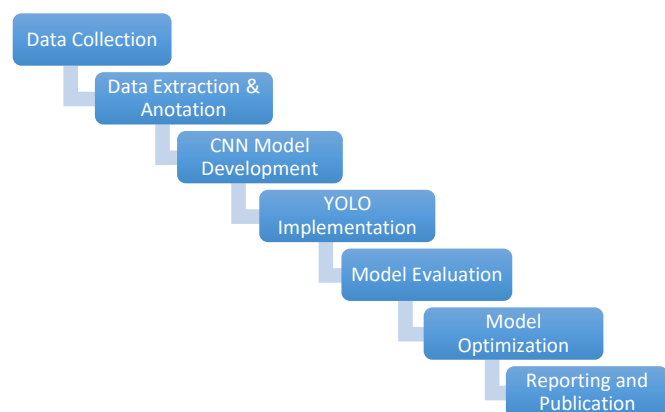 Data Collection
Data Extraction &
Anotation
CNN Model
Development
YOLO
Implementation
Model Evaluation
Model
Optimization
Reporting and
Publication